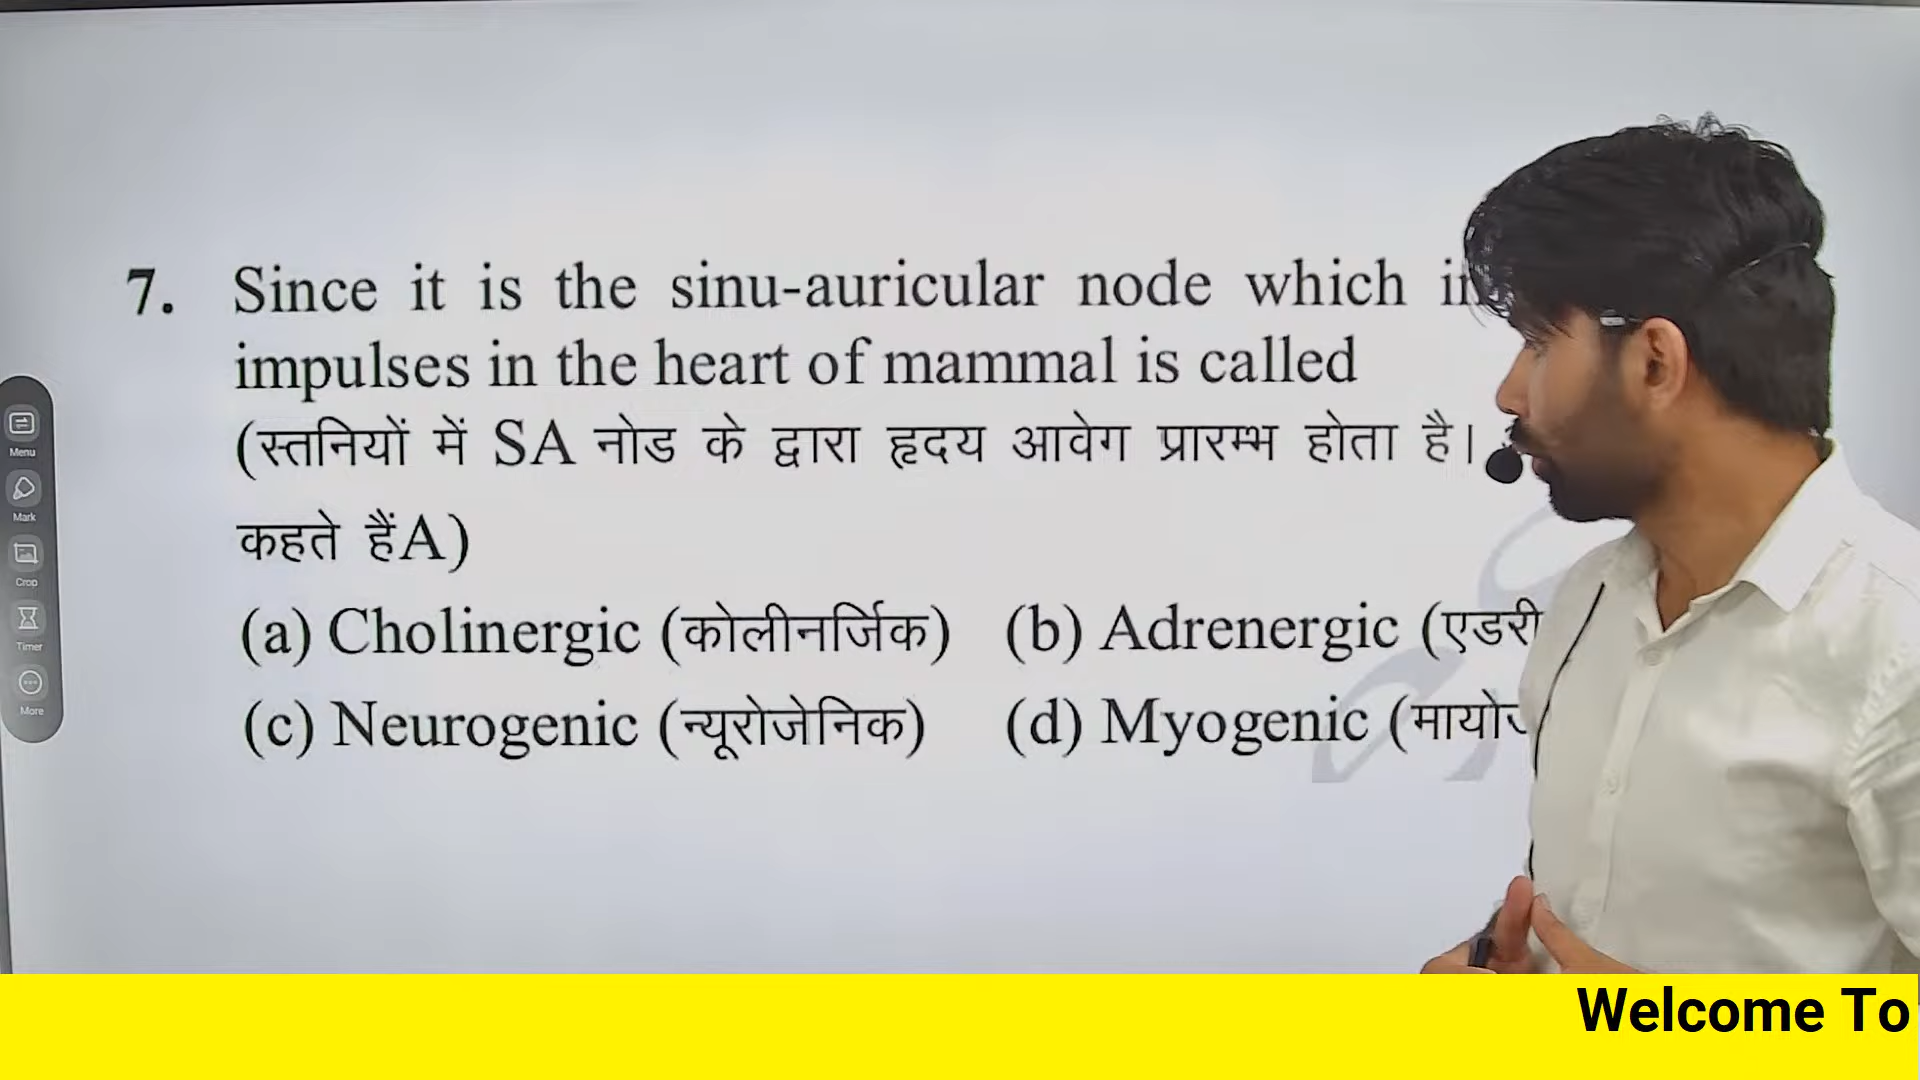 7. Since it is the sinu-auricular node which
impulses in the heart of mammal is called
(स्तनियों में SA नोड के द्वारा हृदय आवेग प्रारम्भ होता है।
कहते हैंA)
(a) Cholinergic (कोलीनर्जिक) (b) Adrenergic
(c) Neurogenic (न्यूरोजेनिक) (d) Myogenic
Menu
Mark
Crop
Timer
More
Welcome To